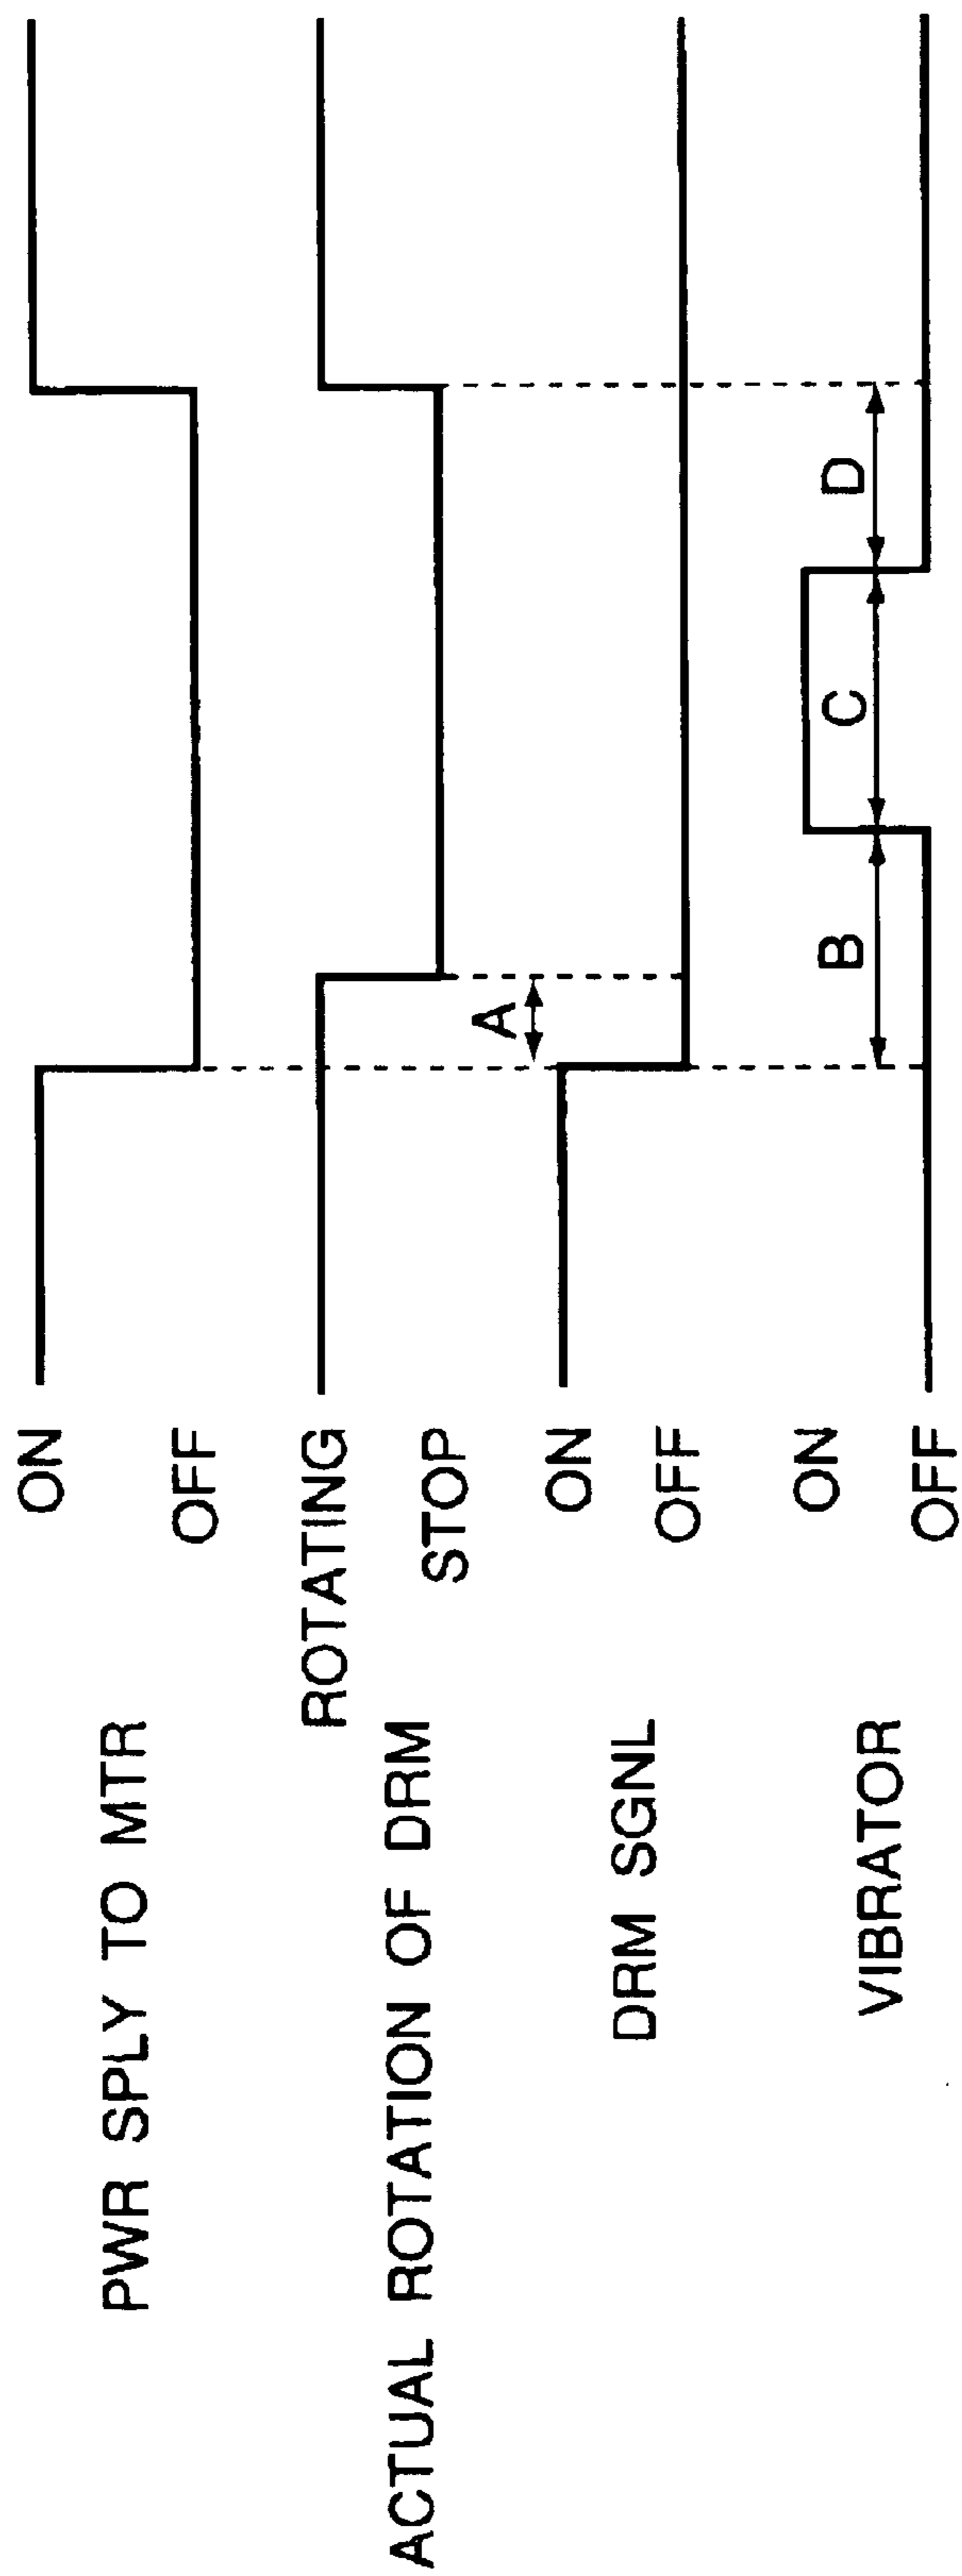 PWR SPLY TO MTR
ON
OFF
ACTUAL ROTATION OF DRM
ROTATING
STOP
A
DRM SGNL
ON
OFF
VIBRATOR
ON
OFF
B
C
D